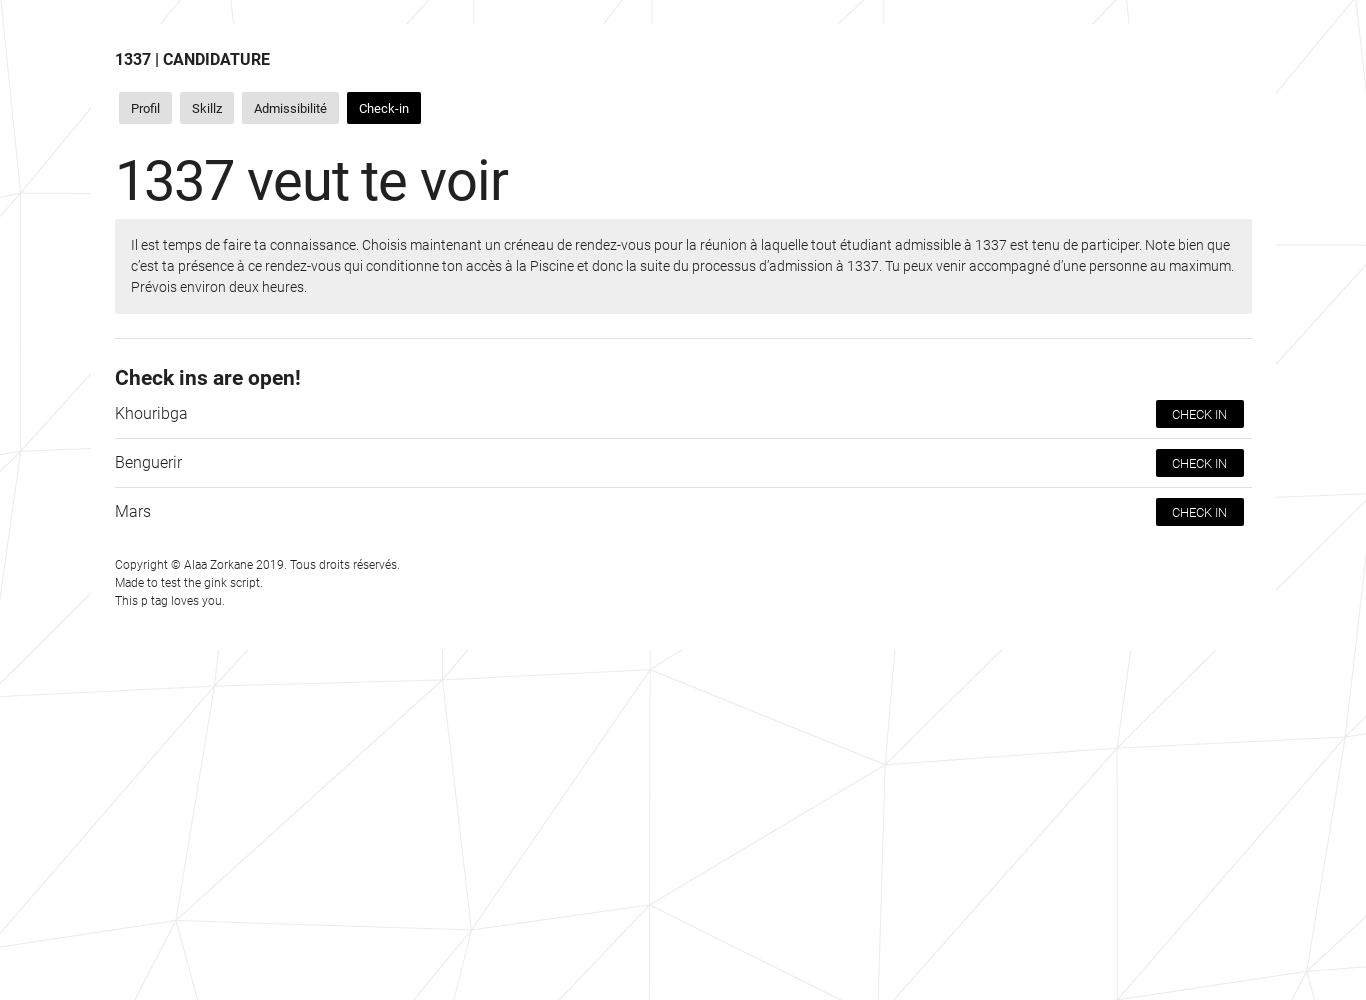 1337 | CANDIDATURE
Profil Skillz Admissibilité Check-in
1337 veut te voir
Il est temps de faire ta connaissance. Choisis maintenant un créneau de rendez-vous pour la réunion à laquelle tout étudiant admissible à 1337 est tenu de participer. Note bien que
c’est ta présence à ce rendez-vous qui conditionne ton accès à la Piscine et donc la suite du processus d’admission à 1337. Tu peux venir accompagné d’une personne au maximum.
Prévois environ deux heures.
Check ins are open!
Khouribga CHECK IN
Benguerir CHECK IN
Mars CHECK IN
Copyright © Alaa Zorkane 2019. Tous droits réservés.
Made to test the gink script.
This p tag loves you.